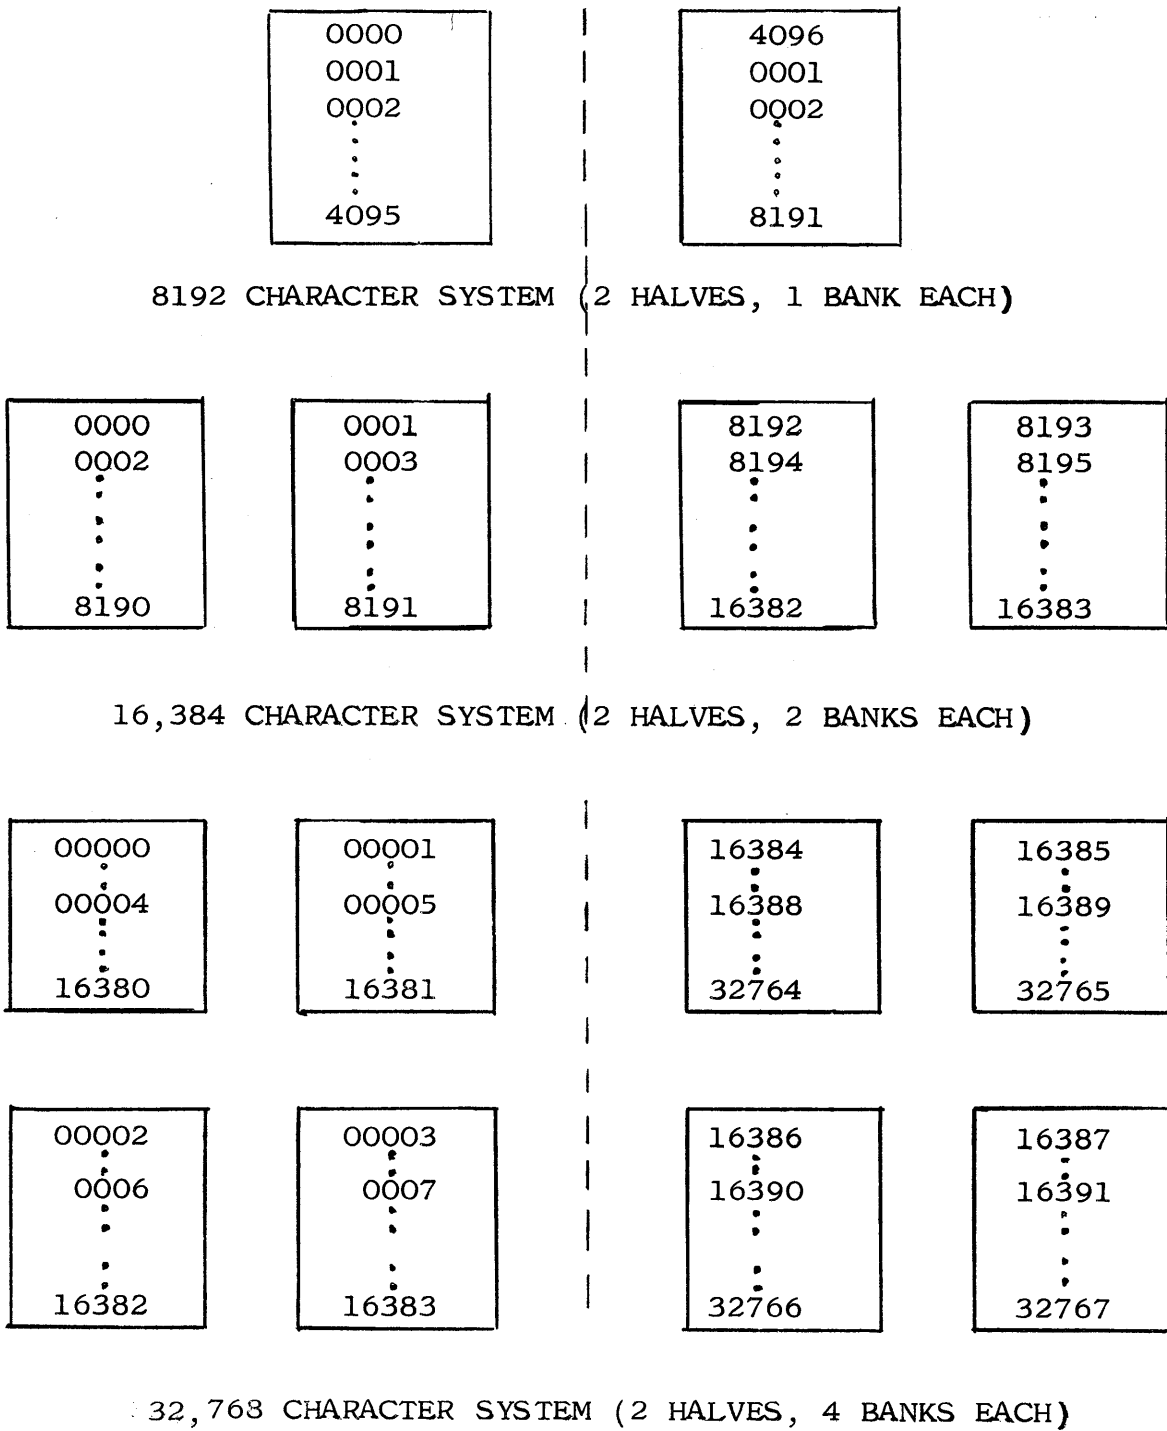 0000 4096
0001 0001
0002 0002
4095 8191
8192 CHARACTER SYSTEM (2 HALVES, 1 BANK EACH)
0000 0001 8192 8193
0002 0003 8194 8195
8190 8191 16382 16383
16,384 CHARACTER SYSTEM (2 HALVES, 2 BANKS EACH)
00000 00001 16384 16385
00004 00005 16388 16389
16380 16381 32764 32765
00002 00003 16386 16387
0006 0007 16390 16391
16382 16383 32766 32767
32,768 CHARACTER SYSTEM (2 HALVES, 4 BANKS EACH)